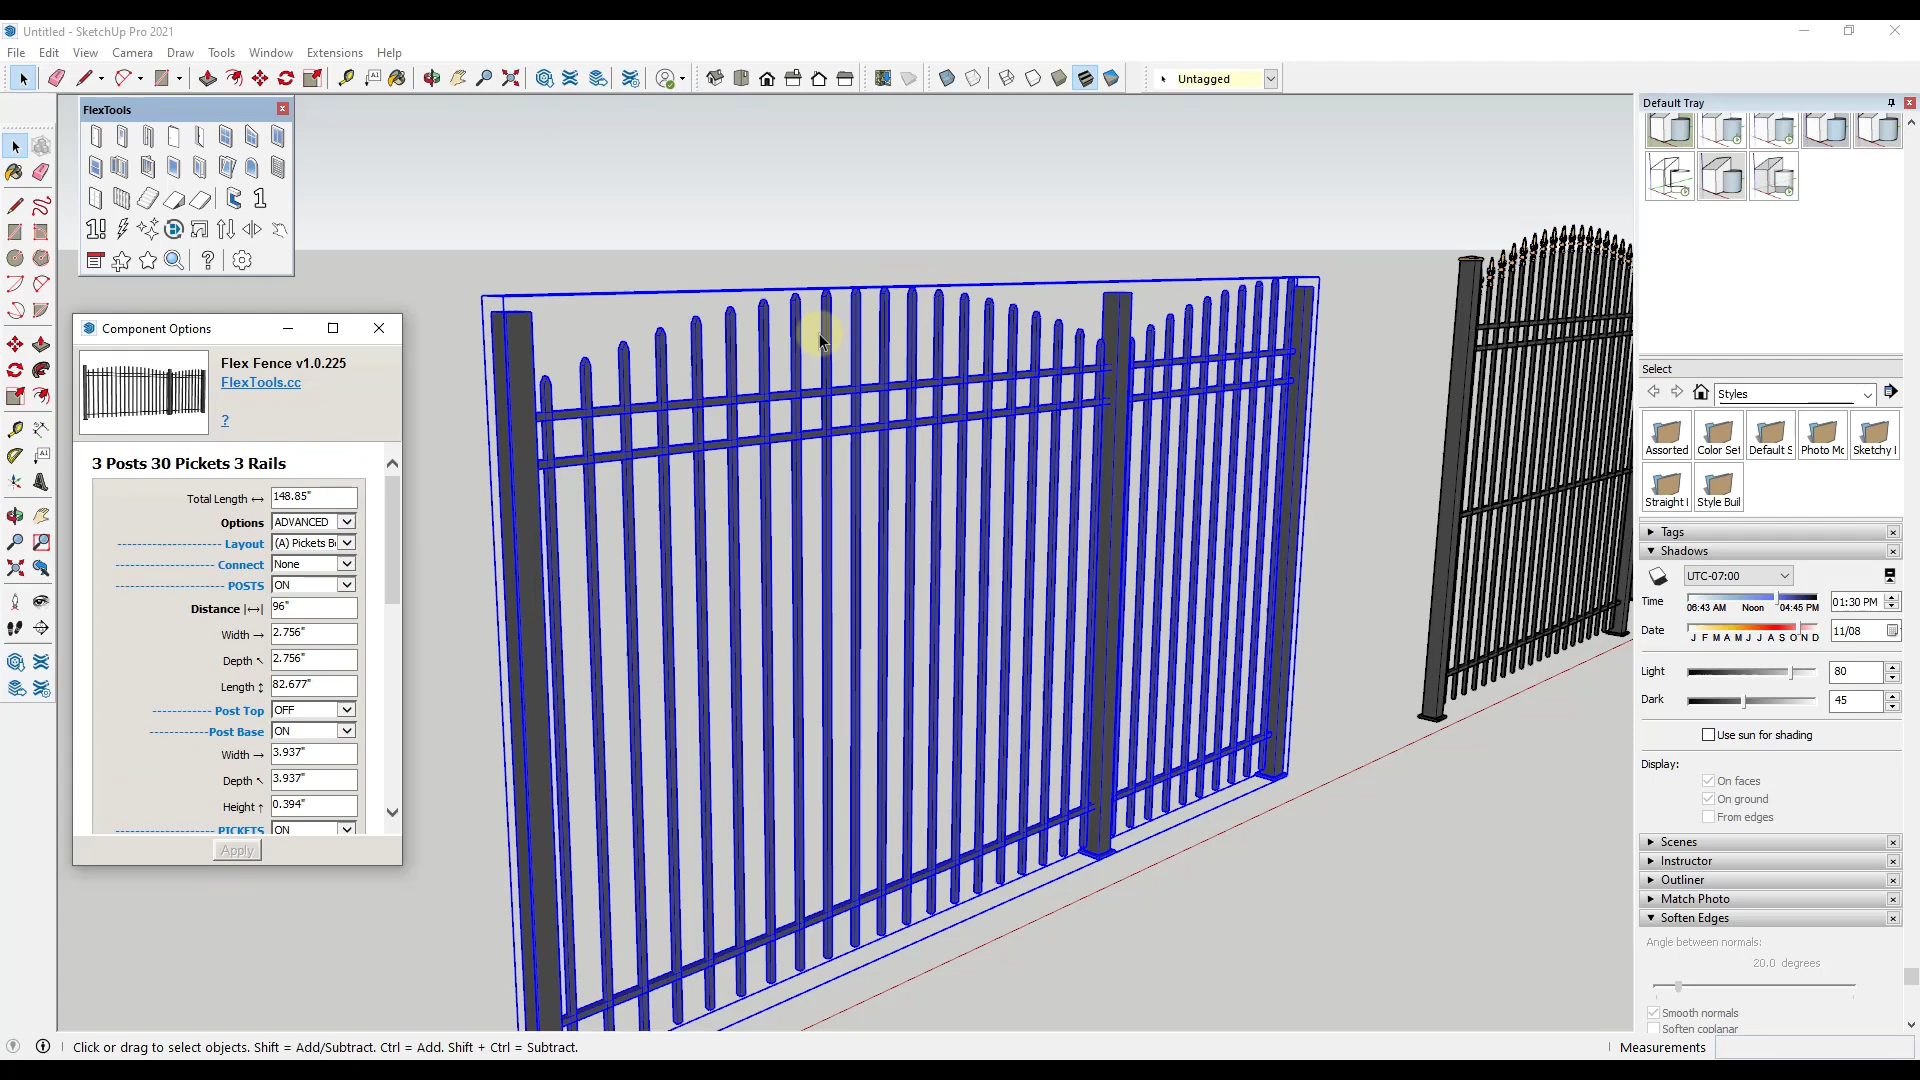 Untitled - SketchUp Pro 2021
File Edit View Camera Draw Tools Window Extensions Help
Untagged
FlexTools
Component Options
Flex Fence v1.0.225
FlexTools.cc
?
3 Posts 30 Pickets 3 Rails
Total Length 148.85"
Options ADVANCED
Layout (A) Pickets B
Connect None
POSTS ON
Distance 96"
Width 2.756"
Depth 2.756"
Length 82.677"
Post Top OFF
Post Base ON
Width 3.937"
Depth 3.937"
Height 0.394"
PICKETS ON
Apply
Default Tray
Select
Styles
Assorted Color Set Default S Photo Mo Sketchy
Straight Style Buil
Tags
Shadows
UTC-07:00
Time 06:43 AM Noon 04:45 PM 01:30 PM
Date J F M A M J J A S O N D 11/08
Light 80
Dark 45
Use sun for shading
Display:
On faces
On ground
From edges
Scenes
Instructor
Outliner
Match Photo
Soften Edges
Angle between normals:
20.0 degrees
Smooth normals
Soften coplanar
Click or drag to select objects. Shift = Add/Subtract. Ctrl = Add. Shift + Ctrl = Subtract.
Measurements